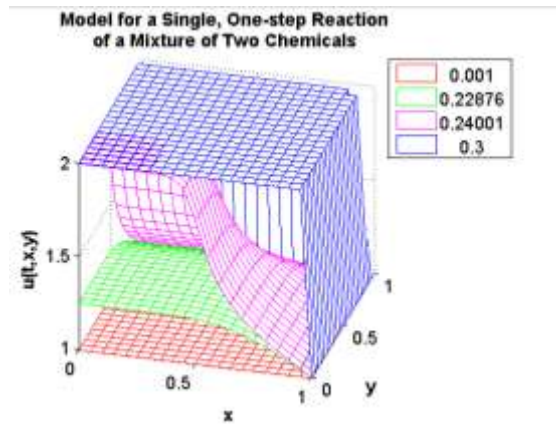 Model for a Single, One-step Reaction
of a Mixture of Two Chemicals
0.001
0.22876
0.24001
0.3
2
1.5
1
u(t,x,y)
0
0.5
1
x
0
0.5
1
y